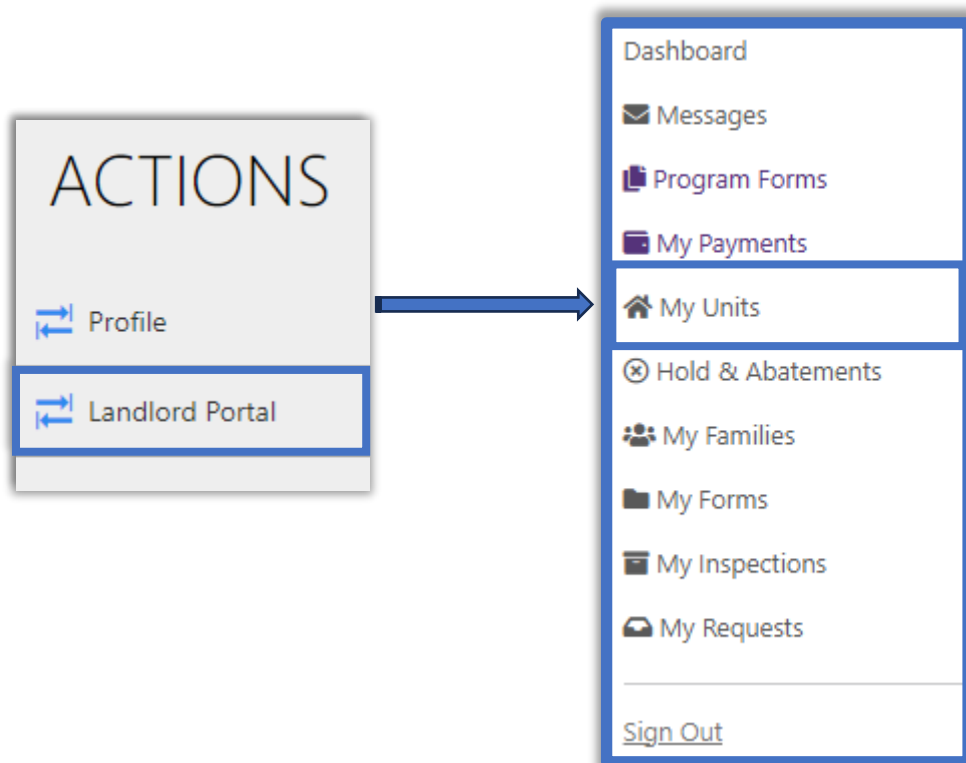 ACTIONS
Profile
Landlord Portal
Dashboard
Messages
Program Forms
My Payments
My Units
Hold & Abatements
My Families
My Forms
My Inspections
My Requests
Sign Out